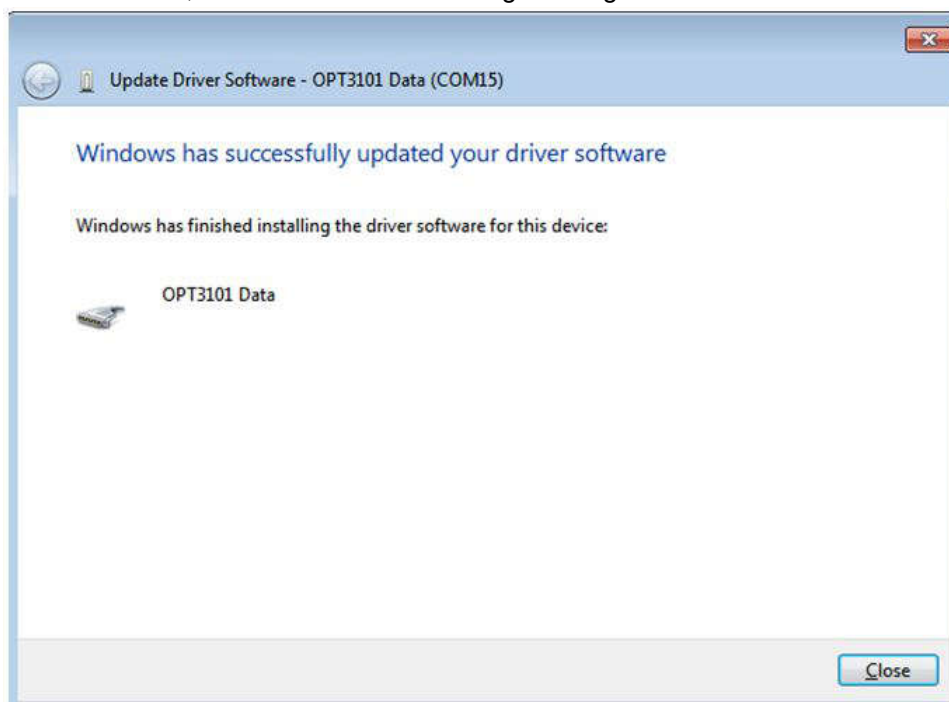 Update Driver Software - OPT3101 Data (COM15)
Windows has successfully updated your driver software
Windows has finished installing the driver software for this device:
OPT3101 Data
Close